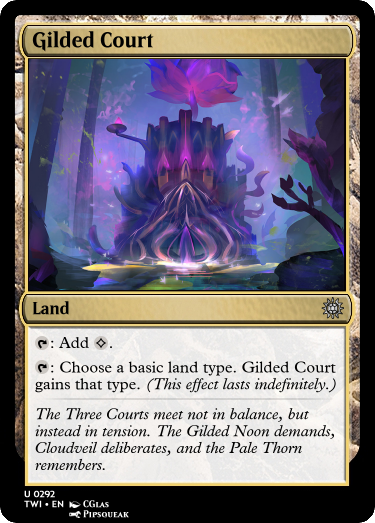 Gilded Court
Land
: Add .
: Choose a basic land type. Gilded Court
gains that type. (This effect lasts indefinitely.)
The Three Courts meet not in balance, but
instead in tension. The Gilded Noon demands,
Cloudveil deliberates, and the Pale Thorn
remembers.
U 0292
TWI • EN CGlas
Pipsqueak